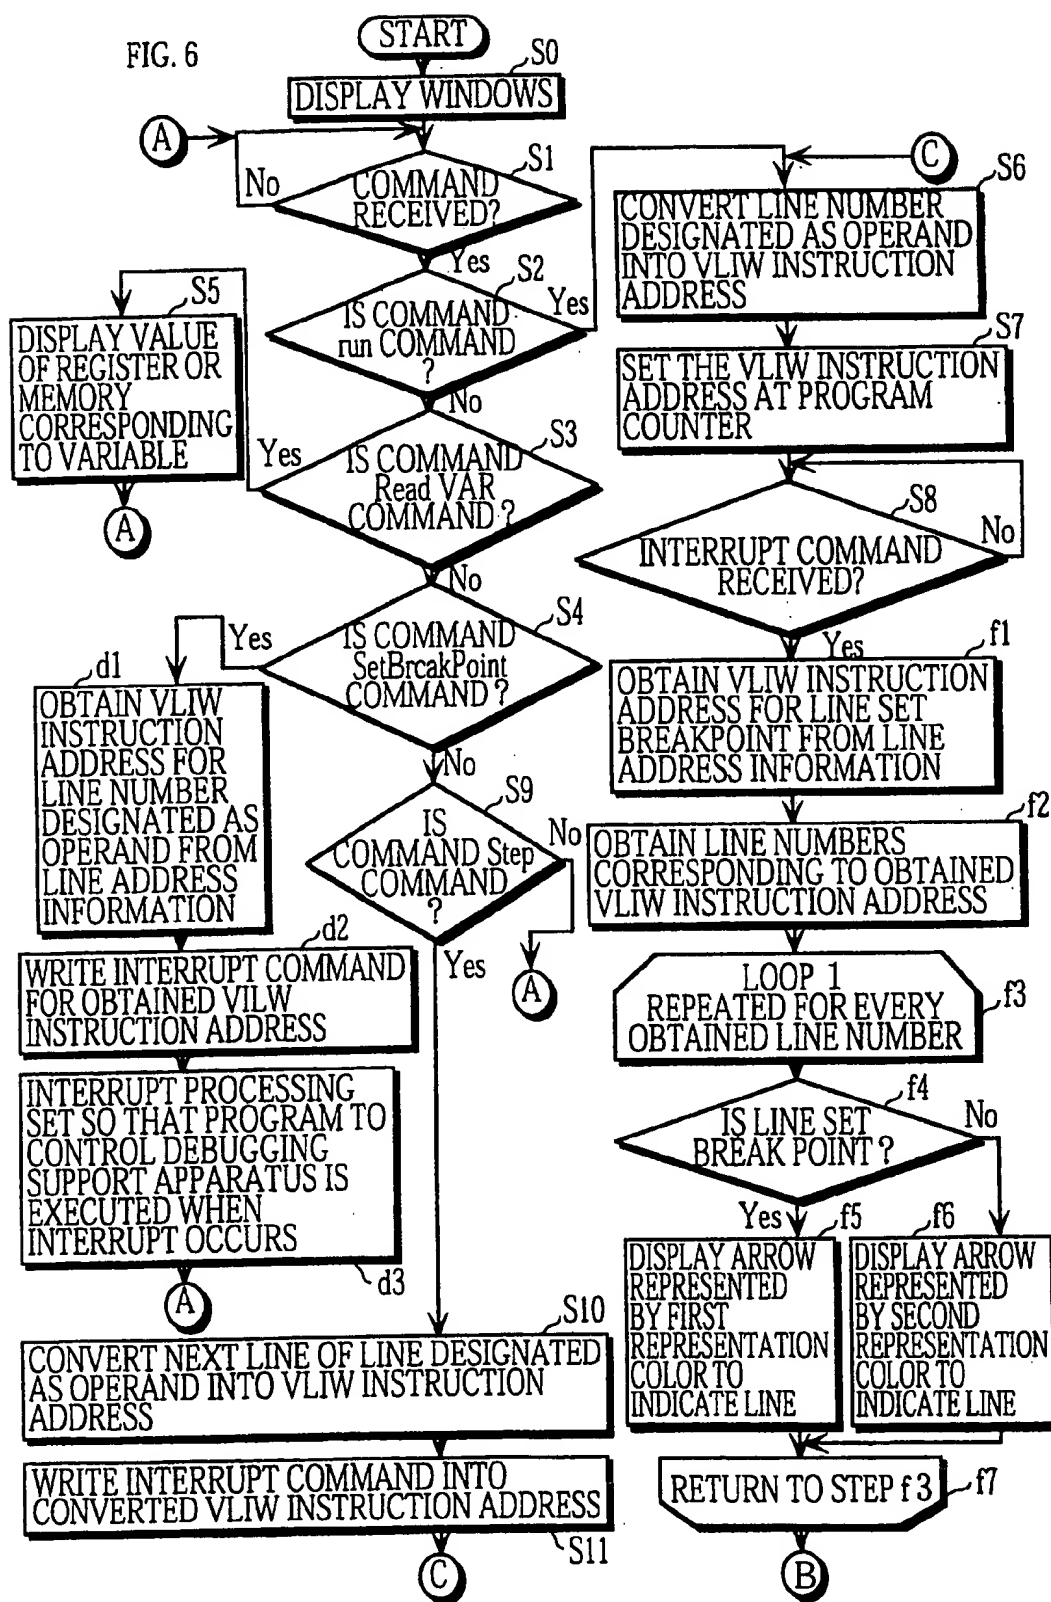 FIG. 6
START
S0
DISPLAY WINDOWS
A
S1
No
COMMAND
RECEIVED?
Yes
S2
Yes
IS COMMAND
run COMMAND
?
No
S5
DISPLAY VALUE
OF REGISTER OR
MEMORY
CORRESPONDING
TO VARIABLE
A
S3
Yes
IS COMMAND
Read VAR
COMMAND ?
No
S4
Yes
IS COMMAND
SetBreakPoint
COMMAND ?
No
d1
OBTAIN VLIW
INSTRUCTION
ADDRESS FOR
LINE NUMBER
DESIGNATED AS
OPERAND FROM
LINE ADDRESS
INFORMATION
d2
WRITE INTERRUPT COMMAND
FOR OBTAINED VILW
INSTRUCTION ADDRESS
INTERRUPT PROCESSING
SET SO THAT PROGRAM TO
CONTROL DEBUGGING
SUPPORT APPARATUS IS
EXECUTED WHEN
INTERRUPT OCCURS
d3
A
S9
No
IS
COMMAND Step
COMMAND
?
Yes
A
S10
CONVERT NEXT LINE OF LINE DESIGNATED
AS OPERAND INTO VLIW INSTRUCTION
ADDRESS
WRITE INTERRUPT COMMAND INTO
CONVERTED VLIW INSTRUCTION ADDRESS
S11
C
C
S6
CONVERT LINE NUMBER
DESIGNATED AS OPERAND
INTO VLIW INSTRUCTION
ADDRESS
S7
SET THE VLIW INSTRUCTION
ADDRESS AT PROGRAM
COUNTER
S8
No
INTERRUPT COMMAND
RECEIVED?
Yes
f1
OBTAIN VLIW INSTRUCTION
ADDRESS FOR LINE SET
BREAKPOINT FROM LINE
ADDRESS INFORMATION
f2
OBTAIN LINE NUMBERS
CORRESPONDING TO OBTAINED
VLIW INSTRUCTION ADDRESS
LOOP 1
REPEATED FOR EVERY
OBTAINED LINE NUMBER
f3
f4
No
IS LINE SET
BREAK POINT ?
Yes
f5
DISPLAY ARROW
REPRESENTED
BY FIRST
REPRESENTATION
COLOR TO
INDICATE LINE
f6
DISPLAY ARROW
REPRESENTED
BY SECOND
REPRESENTATION
COLOR TO
INDICATE LINE
RETURN TO STEP f 3
f7
B